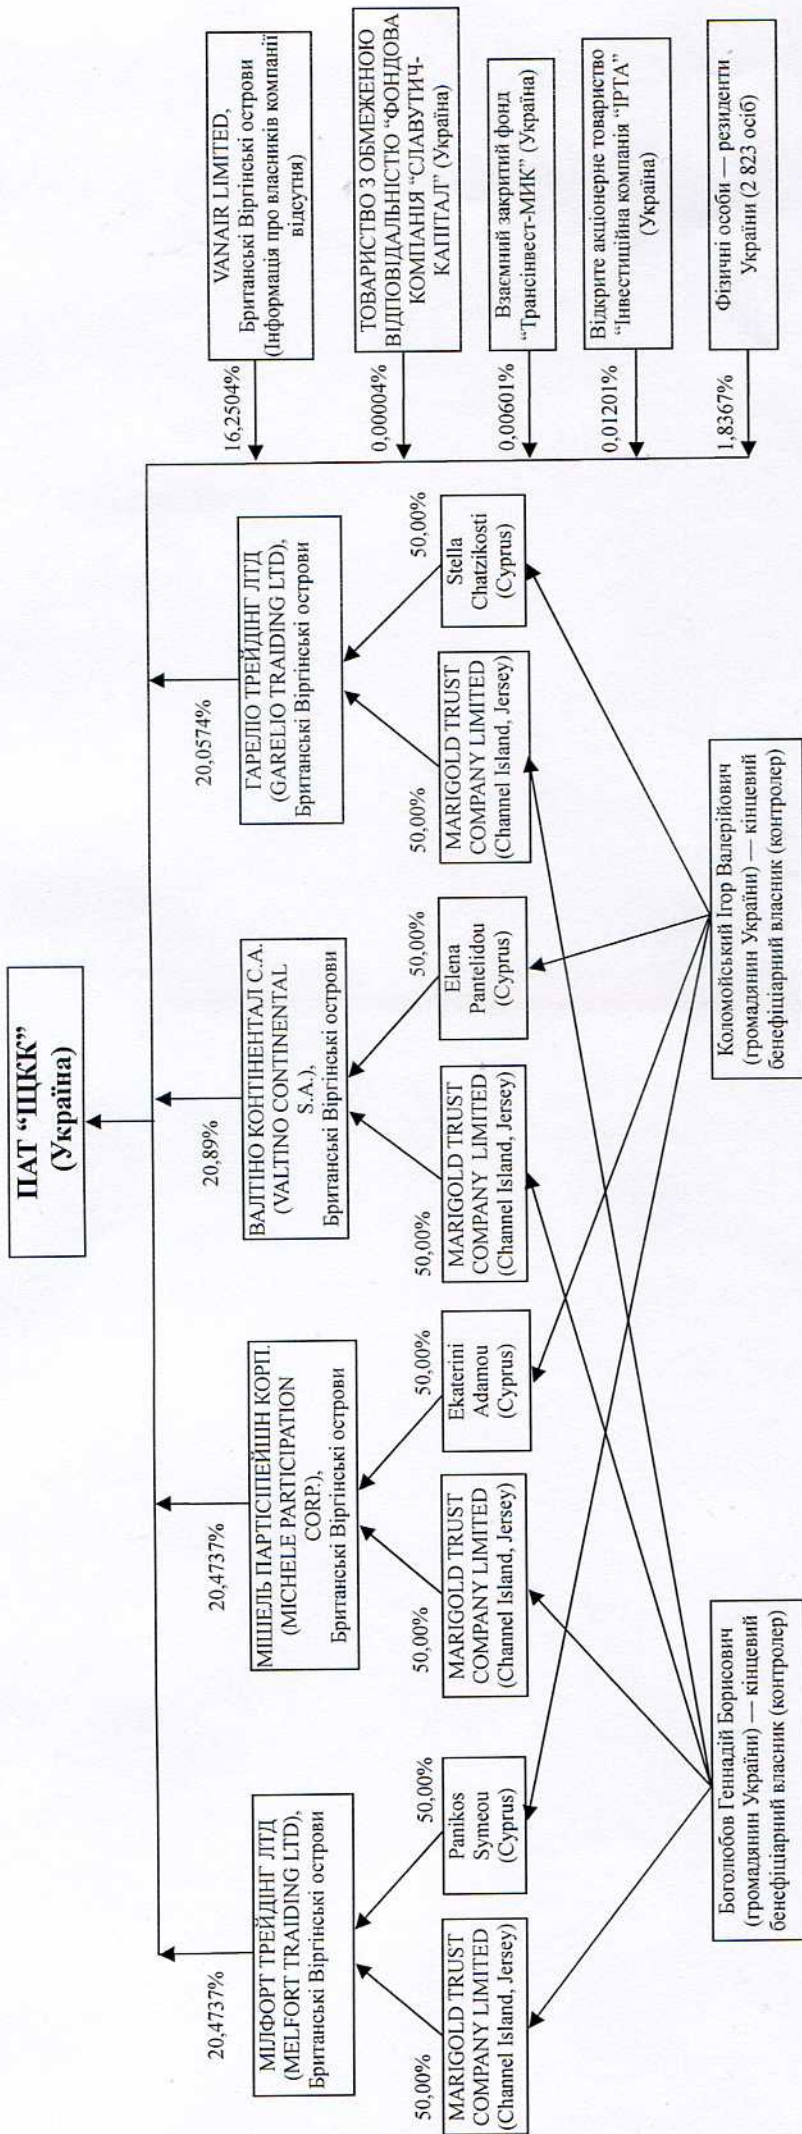 ПАТ “ЦКК”
(Україна)
20,4737%
20,4737%
20,89%
20,0574%
МІЛФОРТ ТРЕЙДІНГ ЛТД
(MELFORT TRAIDING LTD),
Британські Віргінські острови
МІШЕЛЬ ПАРТІСІПЕЙШН КОРП.
(MICHELE PARTICIPATION
CORP.),
Британські Віргінські острови
ВАЛТІНО КОНТІНЕНТАЛ С.А.
(VALTINO CONTINENTAL
S.A.),
Британські Віргінські острови
ГАРЕЛІО ТРЕЙДІНГ ЛТД
(GARELIO TRAIDING LTD),
Британські Віргінські острови
50,00%
50,00%
50,00%
50,00%
50,00%
50,00%
50,00%
50,00%
MARIGOLD TRUST
COMPANY LIMITED
(Channel Island, Jersey)
Panikos
Symeou
(Cyprus)
MARIGOLD TRUST
COMPANY LIMITED
(Channel Island, Jersey)
Ekaterini
Adamou
(Cyprus)
MARIGOLD TRUST
COMPANY LIMITED
(Channel Island, Jersey)
Elena
Pantelidou
(Cyprus)
MARIGOLD TRUST
COMPANY LIMITED
(Channel Island, Jersey)
Stella
Chatzikosti
(Cyprus)
Боголюбов Геннадій Борисович
(громадянин України) — кінцевий
бенефіціарний власник (контролер)
Коломойський Ігор Валерійович
(громадянин України) — кінцевий
бенефіціарний власник (контролер)
16,2504%
VANAIR LIMITED,
Британські Віргінські острови
(Інформація про власників компанії
відсутня)
0,00004%
ТОВАРИСТВО З ОБМЕЖЕНОЮ
ВІДПОВІДАЛЬНІСТЮ “ФОНДОВА
КОМПАНІЯ “СЛАВУТИЧ-
КАПІТАЛ” (Україна)
0,00601%
Взаємний закритий фонд
“Трансінвест-МИК” (Україна)
0,01201%
Відкрите акціонерне товариство
“Інвестиційна компанія “ІРТА”
(Україна)
1,8367%
Фізичні особи — резиденти
України (2 823 осіб)